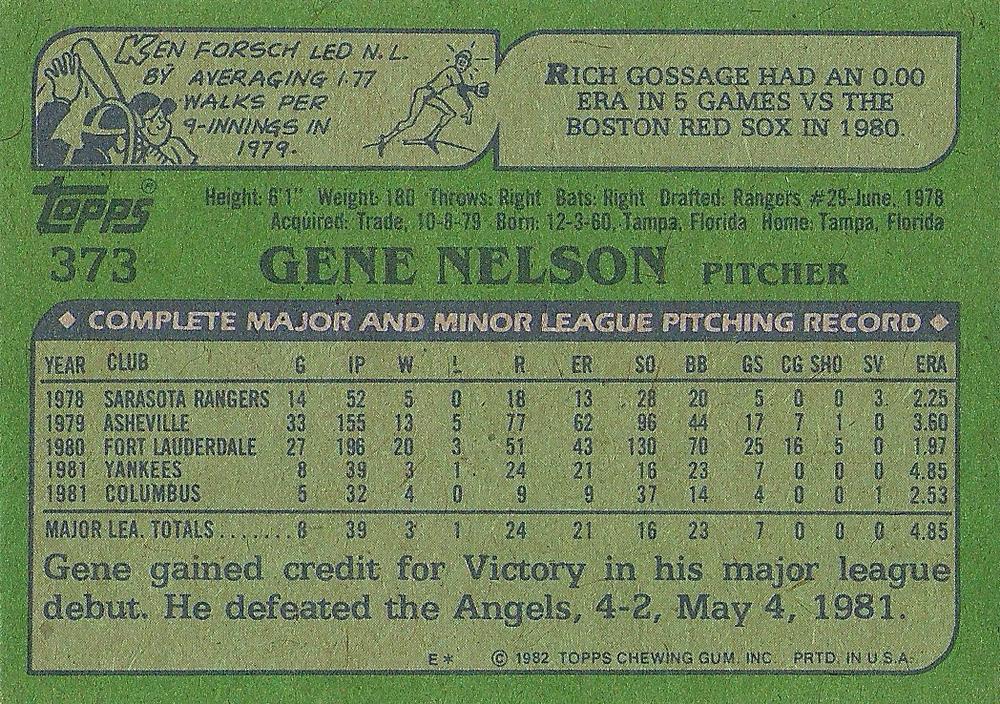 KEN FORSCH LED N.L.
BY AVERAGING 1.77
WALKS PER
9-INNINGS IN
1979.
RICH GOSSAGE HAD AN 0.00
ERA IN 5 GAMES VS THE
BOSTON RED SOX IN 1980.
Topps®
Height: 6'1" Weight: 180 Throws: Right Bats: Right Drafted: Rangers #29-June, 1978
Acquired: Trade, 10-8-79 Born: 12-3-60, Tampa, Florida Home: Tampa, Florida
373 GENE NELSON PITCHER
COMPLETE MAJOR AND MINOR LEAGUE PITCHING RECORD
YEAR CLUB G IP W L R ER SO BB GS CG SHO SV ERA
1978 SARASOTA RANGERS 14 52 5 0 18 13 28 20 5 0 0 3 2.25
1979 ASHEVILLE 33 155 13 5 77 62 96 44 17 7 1 0 3.60
1980 FORT LAUDERDALE 27 196 20 3 51 43 130 70 25 16 5 0 1.97
1981 YANKEES 8 39 3 1 24 21 16 23 7 0 0 0 4.85
1981 COLUMBUS 5 32 4 0 9 9 37 14 4 0 0 1 2.53
MAJOR LEA. TOTALS.......8 39 3 1 24 21 16 23 7 0 0 0 4.85
Gene gained credit for Victory in his major league
debut. He defeated the Angels, 4-2, May 4, 1981.
E* © 1982 TOPPS CHEWING GUM. INC. PRTD. IN U.S.A.